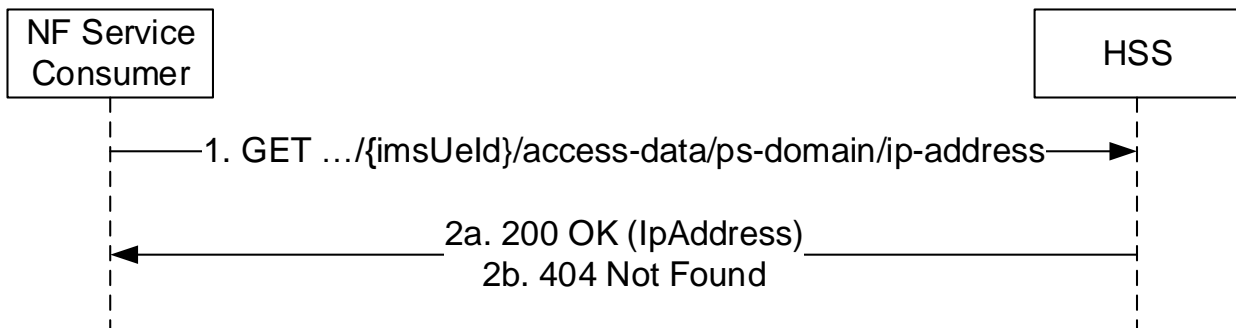 NF Service
Consumer
HSS
1. GET …/{imsUeId}/access-data/ps-domain/ip-address
2a. 200 OK (IpAddress)
2b. 404 Not Found